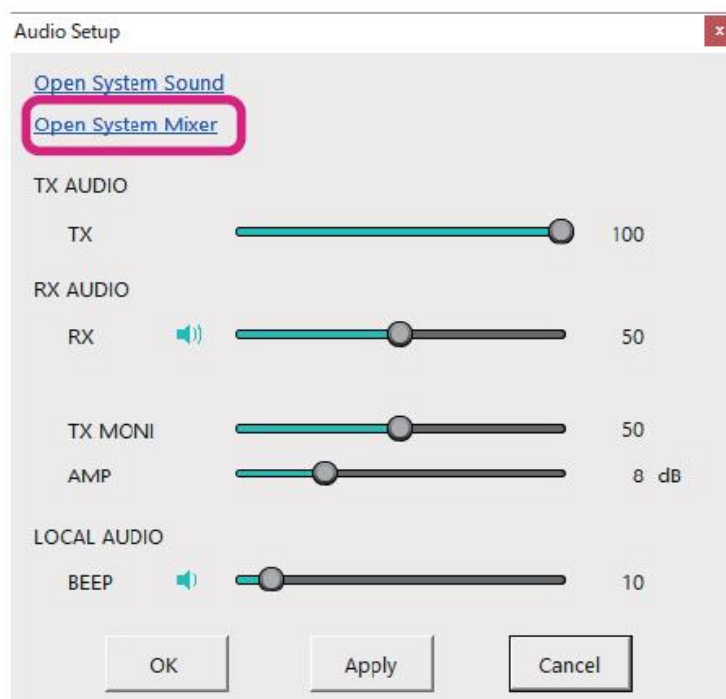 Audio Setup x
Open System Sound
Open System Mixer
TX AUDIO
TX 100
RX AUDIO
RX 50
TX MONI 50
AMP 8 dB
LOCAL AUDIO
BEEP 10
OK Apply Cancel